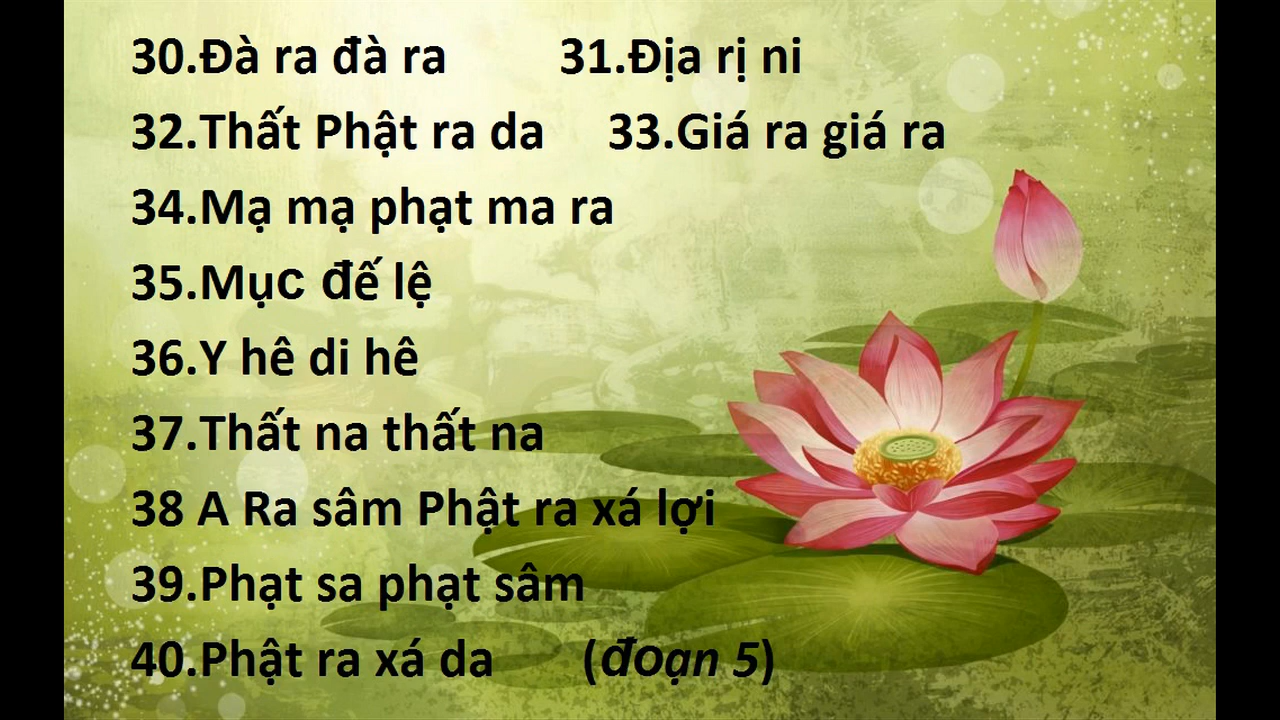 30.Đà ra đà ra 31.Địa rị ni
32.Thất Phật ra da 33.Giá ra giá ra
34.Mạ mạ phạt ma ra
35.Mục đế lệ
36.Y hê di hê
37.Thất na thất na
38 A Ra sâm Phật ra xá lợi
39.Phạt sa phạt sâm
40.Phật ra xá da (đoạn 5)